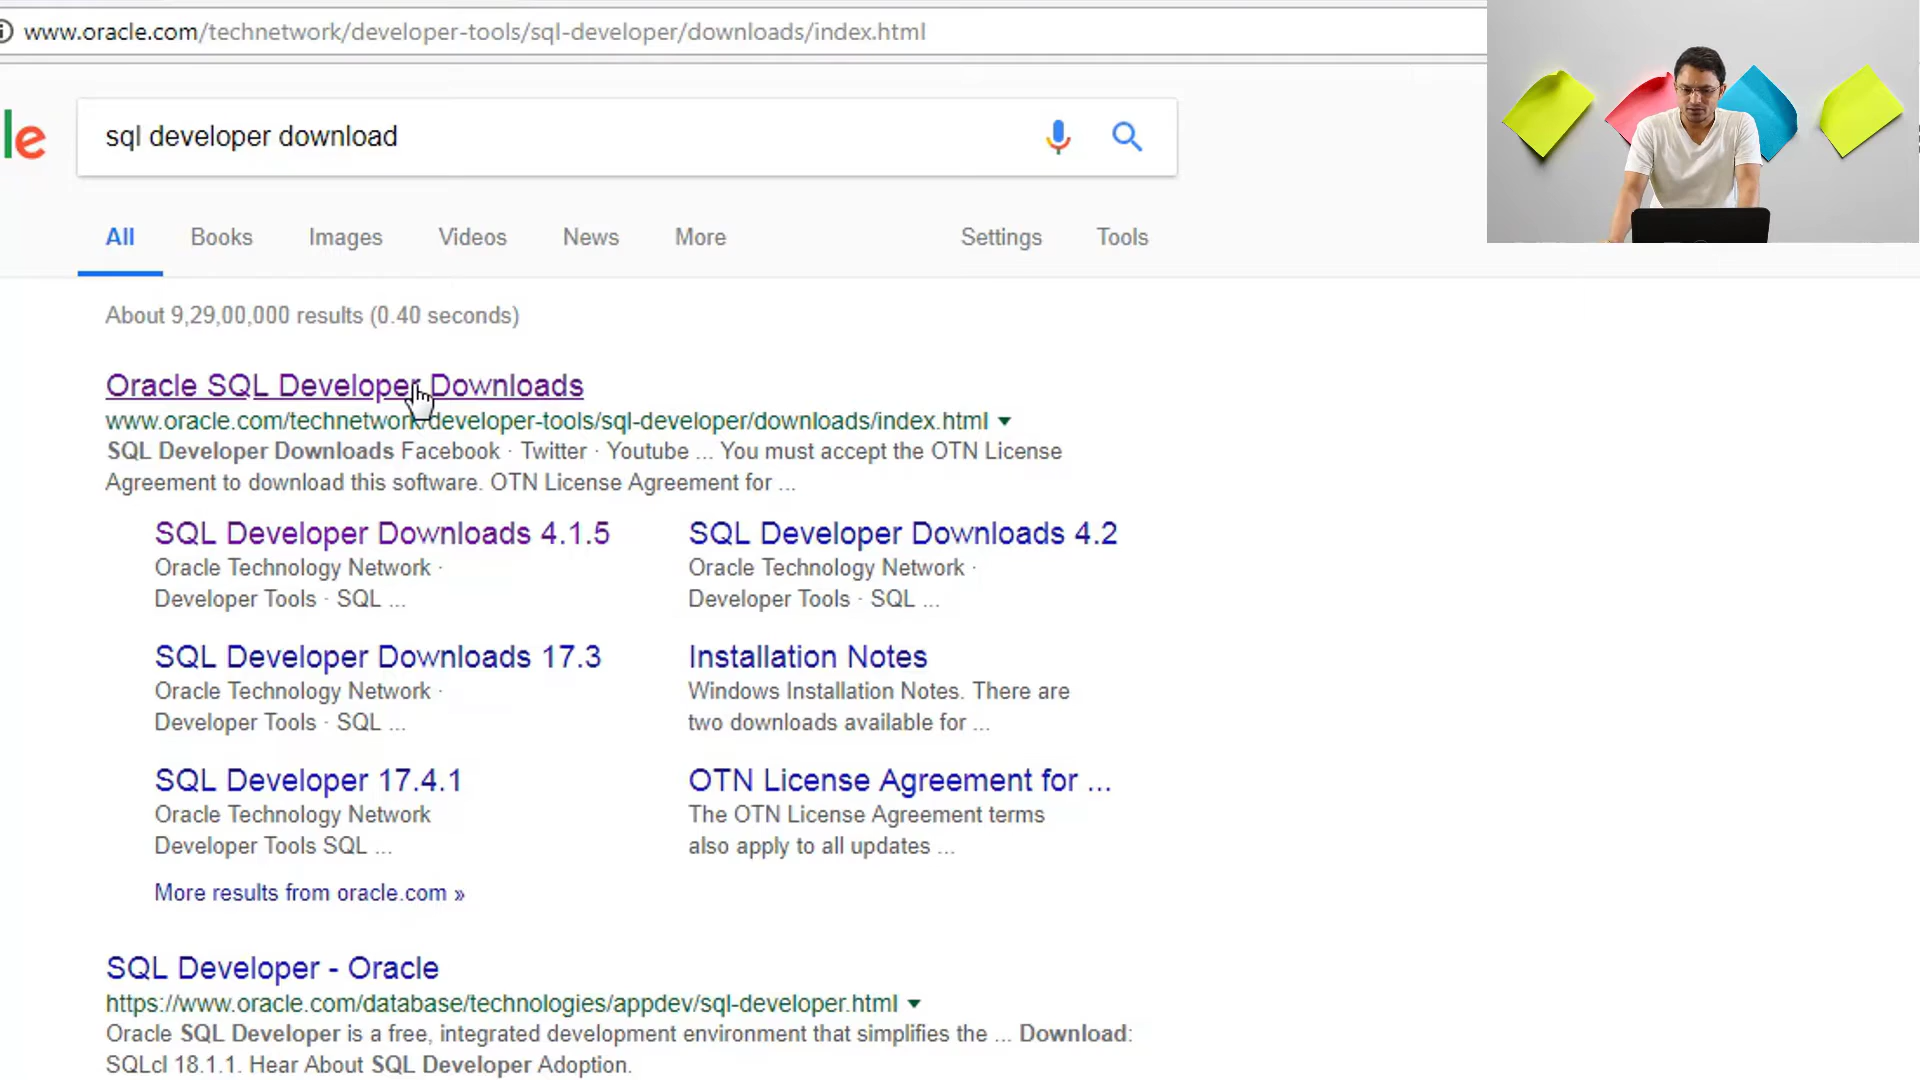 www.oracle.com/technetwork/developer-tools/sql-developer/downloads/index.html
le
sql developer download
All Books Images Videos News More Settings Tools
About 9,29,00,000 results (0.40 seconds)
Oracle SQL Developer Downloads
www.oracle.com/technetwork/developer-tools/sql-developer/downloads/index.html
SQL Developer Downloads Facebook · Twitter · Youtube ... You must accept the OTN License
Agreement to download this software. OTN License Agreement for ...
SQL Developer Downloads 4.1.5
Oracle Technology Network ·
Developer Tools · SQL ...
SQL Developer Downloads 4.2
Oracle Technology Network ·
Developer Tools · SQL ...
SQL Developer Downloads 17.3
Oracle Technology Network ·
Developer Tools · SQL ...
Installation Notes
Windows Installation Notes. There are
two downloads available for ...
SQL Developer 17.4.1
Oracle Technology Network
Developer Tools SQL ...
OTN License Agreement for ...
The OTN License Agreement terms
also apply to all updates ...
More results from oracle.com »
SQL Developer - Oracle
https://www.oracle.com/database/technologies/appdev/sql-developer.html
Oracle SQL Developer is a free, integrated development environment that simplifies the ... Download:
SQLcl 18.1.1. Hear About SQL Developer Adoption.